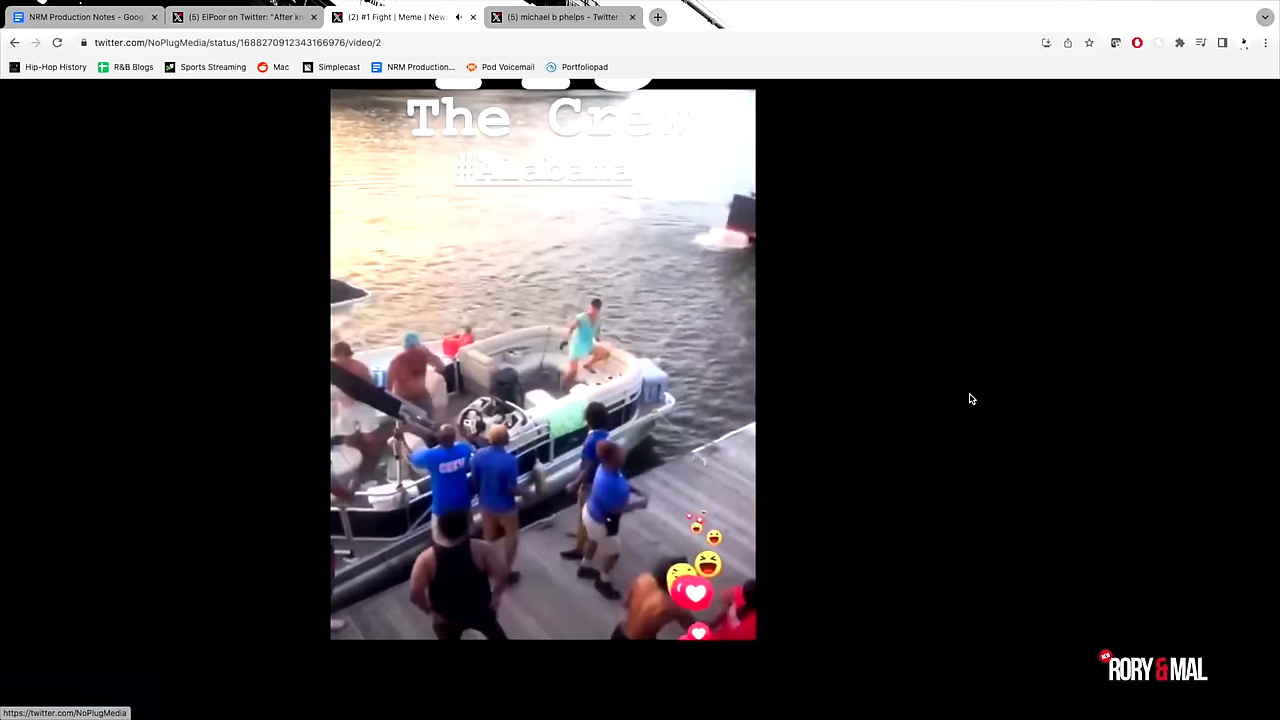 NRM Production Notes - Goog
(5) ElPoor on Twitter: "After kn
(2) #1 Fight | Meme | New
(5) michael b phelps - Twitter
twitter.com/NoPlugMedia/status/1688270912343166976/video/2
Hip-Hop History
R&B Blogs
Sports Streaming
Mac
Simplecast
NRM Production...
Pod Voicemail
Portfoliopad
The Crew
#Alabama
CREW
NEW
RORY & MAL
https://twitter.com/NoPlugMedia